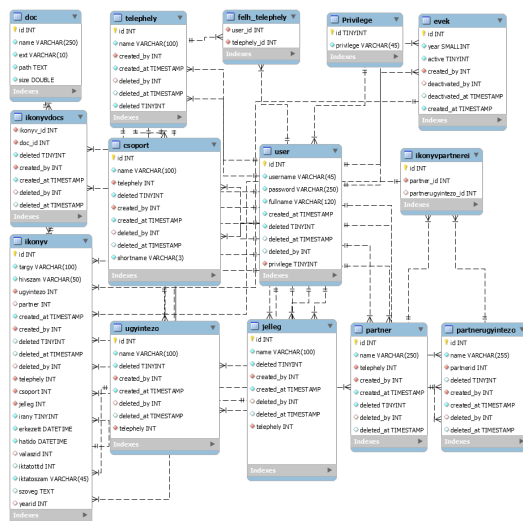 doc
id INT
name VARCHAR(250)
ext VARCHAR(10)
path TEXT
size DOUBLE
Indexes
telephely
id INT
name VARCHAR(100)
created_by INT
created_at TIMESTAMP
deleted_by INT
deleted_at TIMESTAMP
deleted TINYINT
Indexes
felh_telephely
user_id INT
telephely_id INT
Indexes
Privilege
id TINYINT
privilege VARCHAR(45)
Indexes
evek
id INT
year SMALLINT
active TINYINT
created_by INT
deactivated_by INT
deactivated_at TIMESTAMP
created_at TIMESTAMP
Indexes
ikonyvdocs
ikonyv_id INT
doc_id INT
deleted TINYINT
created_by INT
created_at TIMESTAMP
deleted_by INT
deleted_at TIMESTAMP
Indexes
csoport
id INT
name VARCHAR(100)
telephely INT
deleted TINYINT
created_by INT
created_at TIMESTAMP
deleted_by INT
deleted_at TIMESTAMP
shortname VARCHAR(3)
Indexes
user
id INT
username VARCHAR(45)
password VARCHAR(250)
fullname VARCHAR(120)
created_at TIMESTAMP
deleted TINYINT
deleted_at TIMESTAMP
deleted_by INT
privilege TINYINT
Indexes
ikonyvpartnerei
id INT
partner_id INT
partnerugyintezo_id INT
Indexes
ikonyv
id INT
targy VARCHAR(100)
hivszam VARCHAR(50)
ugyintezo INT
partner INT
created_at TIMESTAMP
created_by INT
deleted TINYINT
deleted_at TIMESTAMP
deleted_by INT
telephely INT
csoport INT
jelleg INT
irany TINYINT
erkezett DATETIME
hatido DATETIME
valaszid INT
iktatottid INT
iktatoszam VARCHAR(45)
szoveg TEXT
yearid INT
Indexes
ugyintezo
id INT
name VARCHAR(100)
deleted TINYINT
created_by INT
created_at TIMESTAMP
telephely INT
deleted_by INT
deleted_at TIMESTAMP
Indexes
jelleg
id INT
name VARCHAR(100)
deleted TINYINT
created_by INT
created_at TIMESTAMP
deleted_by INT
deleted_at TIMESTAMP
telephely INT
Indexes
partner
id INT
name VARCHAR(250)
telephely INT
created_by INT
created_at TIMESTAMP
deleted TINYINT
deleted_by INT
deleted_at TIMESTAMP
Indexes
partnerugyintezo
id INT
name VARCHAR(255)
partnerid INT
deleted TINYINT
created_by INT
created_at TIMESTAMP
deleted_by INT
deleted_at TIMESTAMP
Indexes